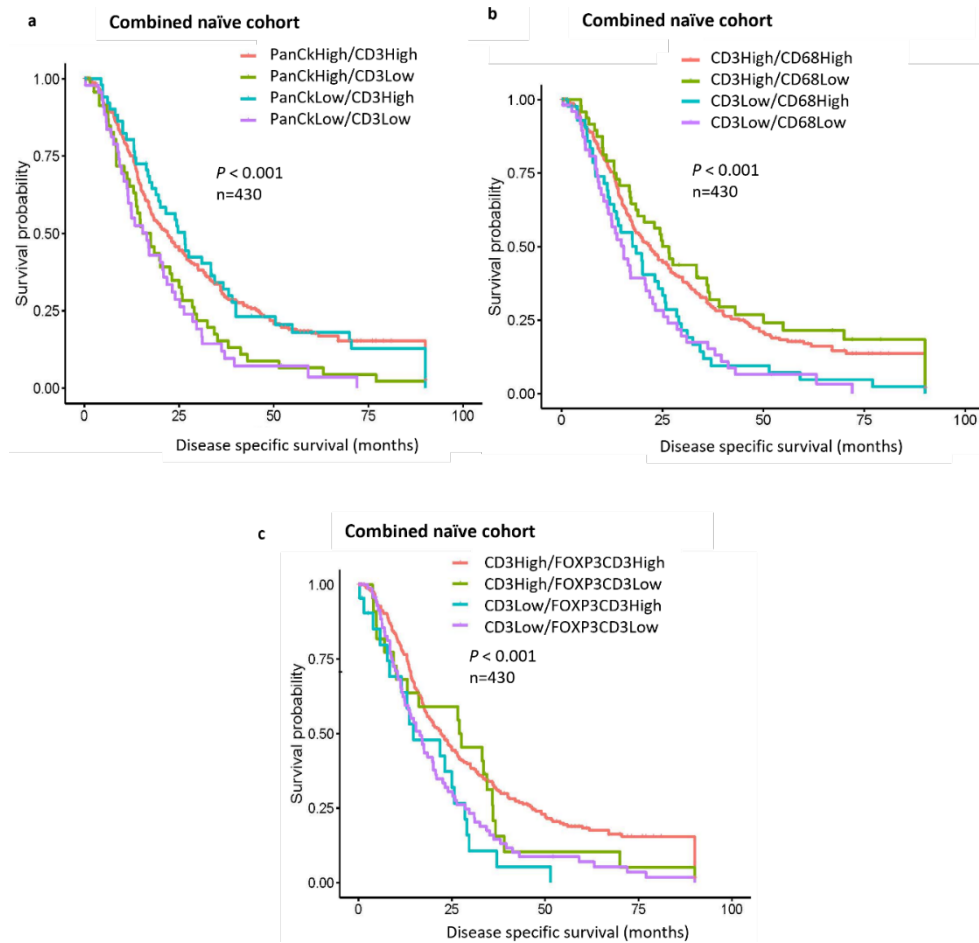 a
Combined naïve cohort
PanCkHigh/CD3High
PanCkHigh/CD3Low
PanCkLow/CD3High
PanCkLow/CD3Low
P < 0.001
n=430
Survival probability
1.00
0.75
0.50
0.25
0.00
0
25
50
75
100
Disease specific survival (months)
b
Combined naïve cohort
CD3High/CD68High
CD3High/CD68Low
CD3Low/CD68High
CD3Low/CD68Low
P < 0.001
n=430
Survival probability
1.00
0.75
0.50
0.25
0.00
0
25
50
75
100
Disease specific survival (months)
c
Combined naïve cohort
CD3High/FOXP3CD3High
CD3High/FOXP3CD3Low
CD3Low/FOXP3CD3High
CD3Low/FOXP3CD3Low
P < 0.001
n=430
Survival probability
1.00
0.75
0.50
0.25
0.00
0
25
50
75
100
Disease specific survival (months)